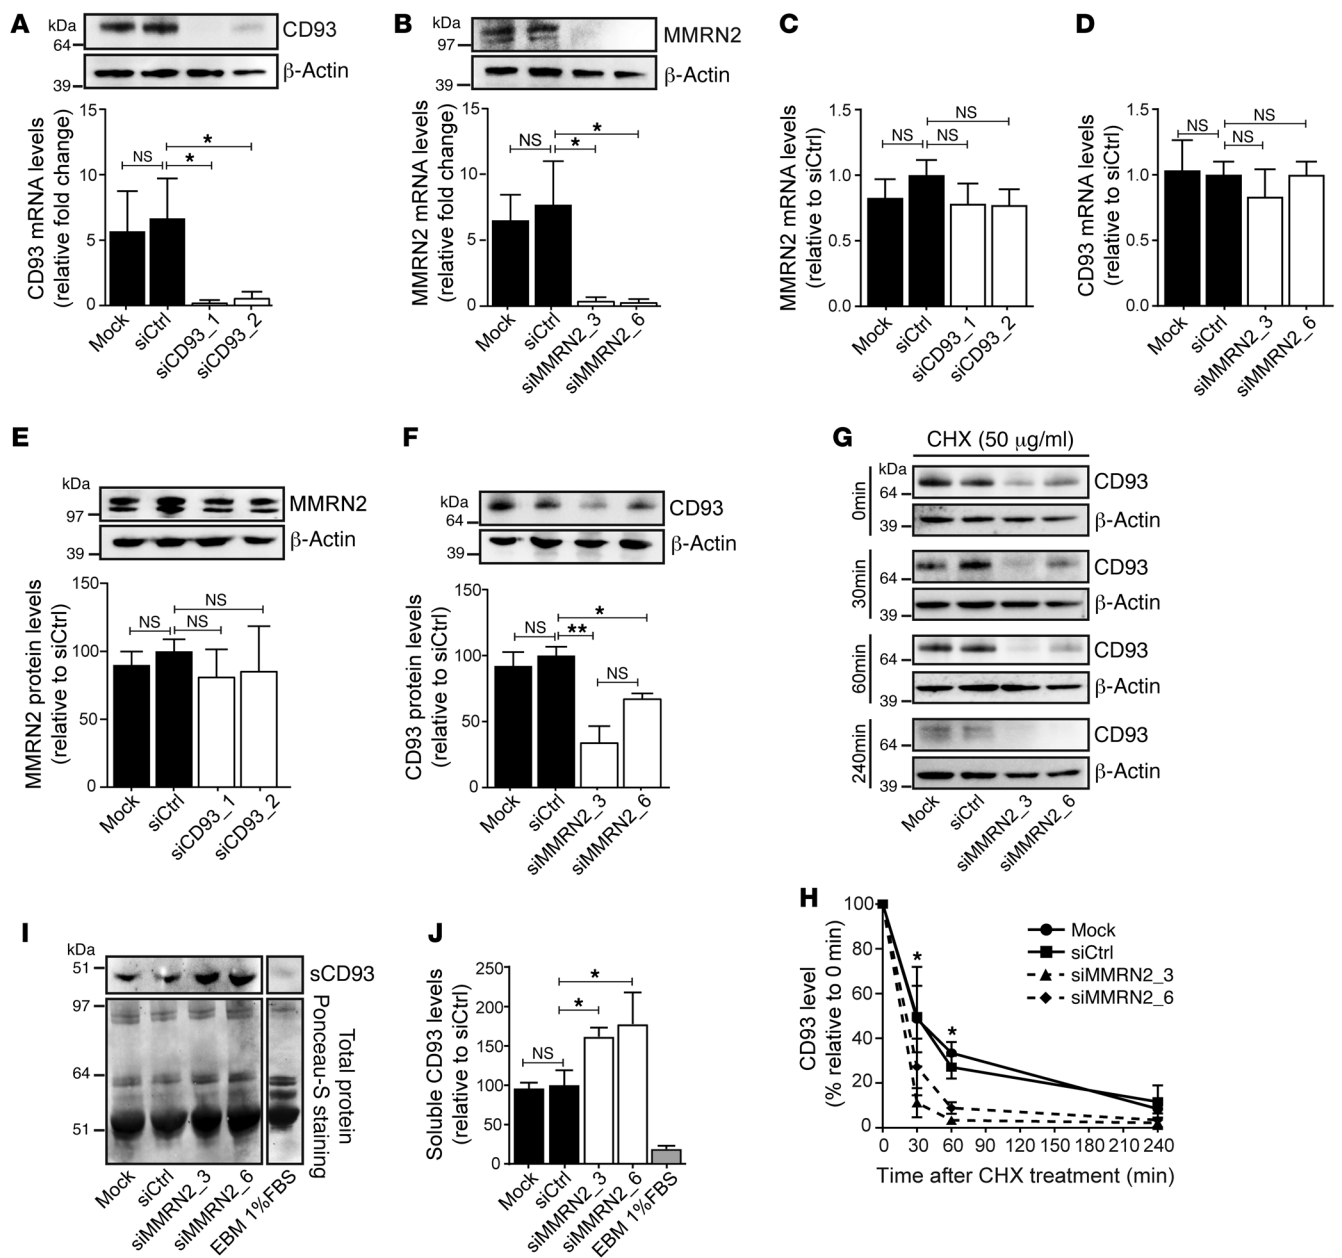 A
kDa
64
CD93
39
β-Actin
CD93 mRNA levels
(relative fold change)
15
10
5
0
NS
*
*
Mock
siCtrl
siCD93_1
siCD93_2
B
kDa
97
MMRN2
39
β-Actin
MMRN2 mRNA levels
(relative fold change)
15
10
5
0
NS
*
*
Mock
siCtrl
siMMRN2_3
siMMRN2_6
C
MMRN2 mRNA levels
(relative to siCtrl)
1.5
1.0
0.5
0.0
NS
NS
NS
Mock
siCtrl
siCD93_1
siCD93_2
D
CD93 mRNA levels
(relative to siCtrl)
1.5
1.0
0.5
0.0
NS
NS
NS
Mock
siCtrl
siMMRN2_3
siMMRN2_6
E
kDa
97
MMRN2
39
β-Actin
MMRN2 protein levels
(relative to siCtrl)
150
100
50
0
NS
NS
NS
Mock
siCtrl
siCD93_1
siCD93_2
F
kDa
64
CD93
39
β-Actin
CD93 protein levels
(relative to siCtrl)
150
100
50
0
NS
**
*
NS
Mock
siCtrl
siMMRN2_3
siMMRN2_6
G
CHX (50 μg/ml)
kDa
0min
64
CD93
39
β-Actin
30min
64
CD93
39
β-Actin
60min
64
CD93
39
β-Actin
240min
64
CD93
39
β-Actin
Mock
siCtrl
siMMRN2_3
siMMRN2_6
I
kDa
51
sCD93
97
64
51
Total protein
Ponceau-S staining
Mock
siCtrl
siMMRN2_3
siMMRN2_6
EBM 1%FBS
J
Soluble CD93 levels
(relative to siCtrl)
250
200
150
100
50
0
NS
*
*
Mock
siCtrl
siMMRN2_3
siMMRN2_6
EBM 1%FBS
H
CD93 level
(% relative to 0 min)
100
80
60
40
20
0
*
*
Mock
siCtrl
siMMRN2_3
siMMRN2_6
0 30 60 90 120 150 180 210 240
Time after CHX treatment (min)